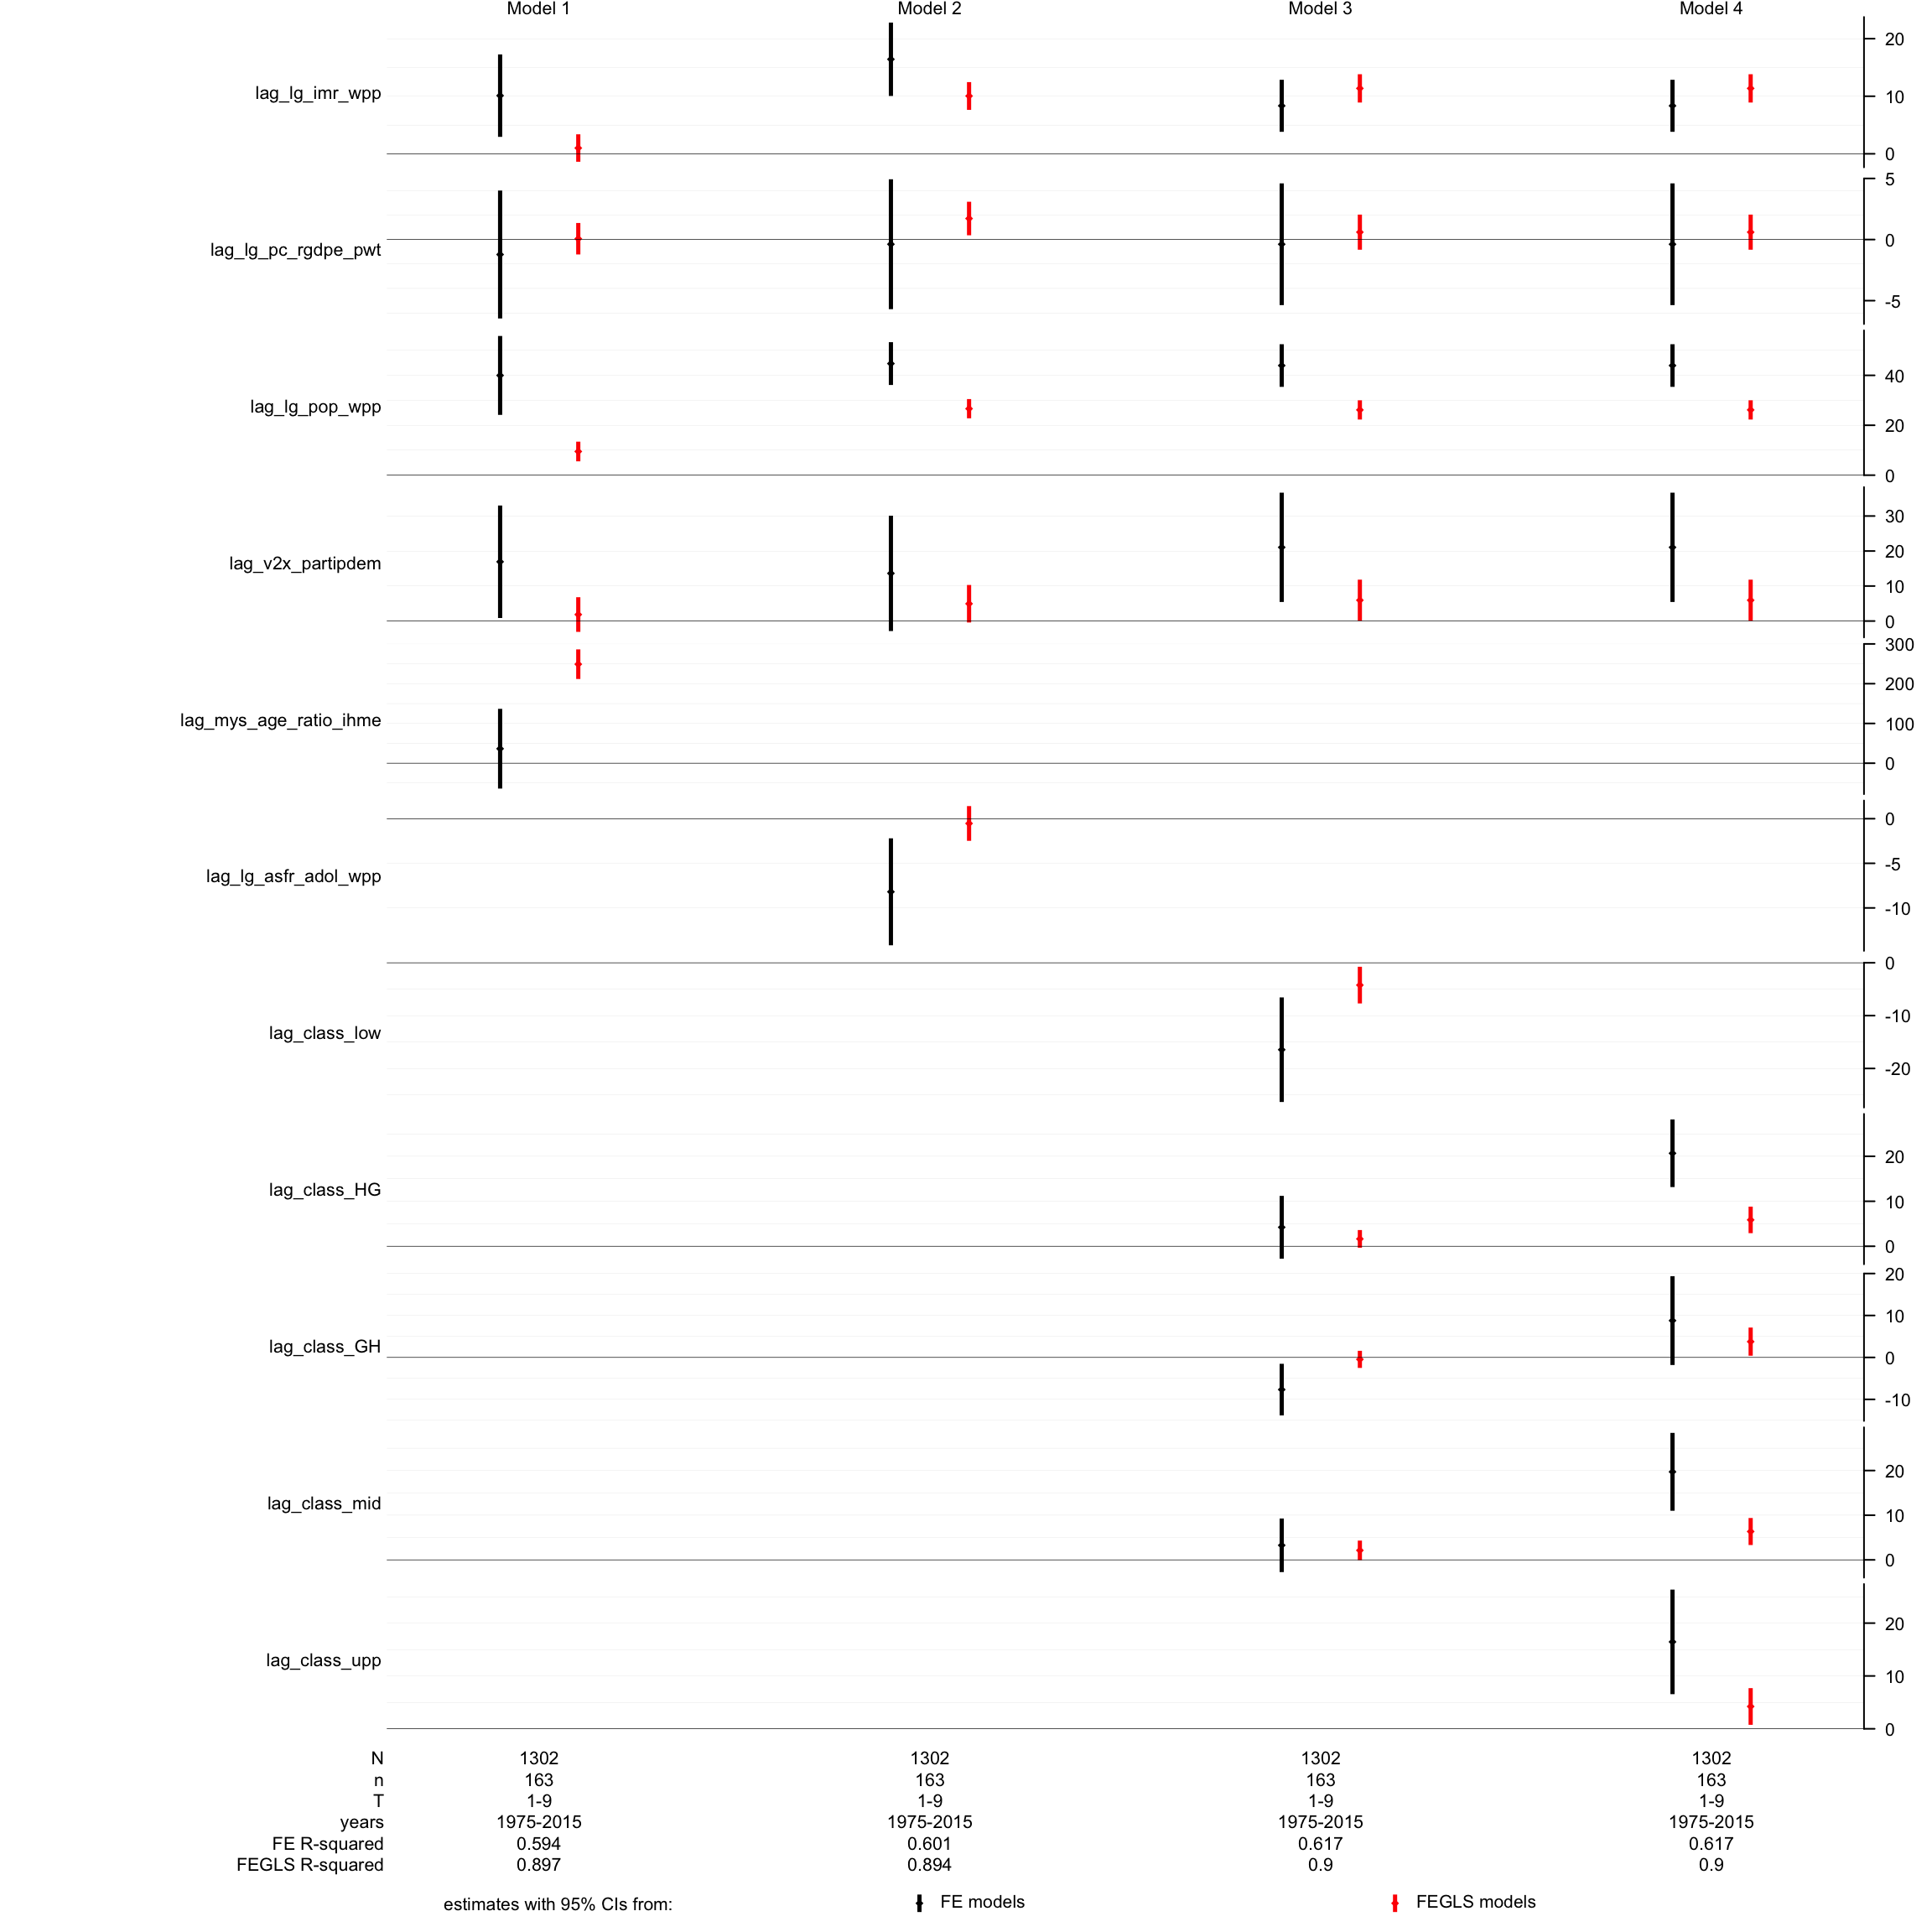 Model 1 Model 2 Model 3 Model 4
lag_lg_imr_wpp
20
10
0
lag_lg_pc_rgdpe_pwt
5
0
-5
lag_lg_pop_wpp
40
20
0
lag_v2x_partipdem
30
20
10
0
lag_mys_age_ratio_ihme
300
200
100
0
lag_lg_asfr_adol_wpp
0
-5
-10
lag_class_low
0
-10
-20
lag_class_HG
20
10
0
lag_class_GH
20
10
0
-10
lag_class_mid
20
10
0
lag_class_upp
20
10
0
N 1302 1302 1302 1302
n 163 163 163 163
T 1-9 1-9 1-9 1-9
years 1975-2015 1975-2015 1975-2015 1975-2015
FE R-squared 0.594 0.601 0.617 0.617
FEGLS R-squared 0.897 0.894 0.9 0.9
estimates with 95% CIs from: FE models FEGLS models